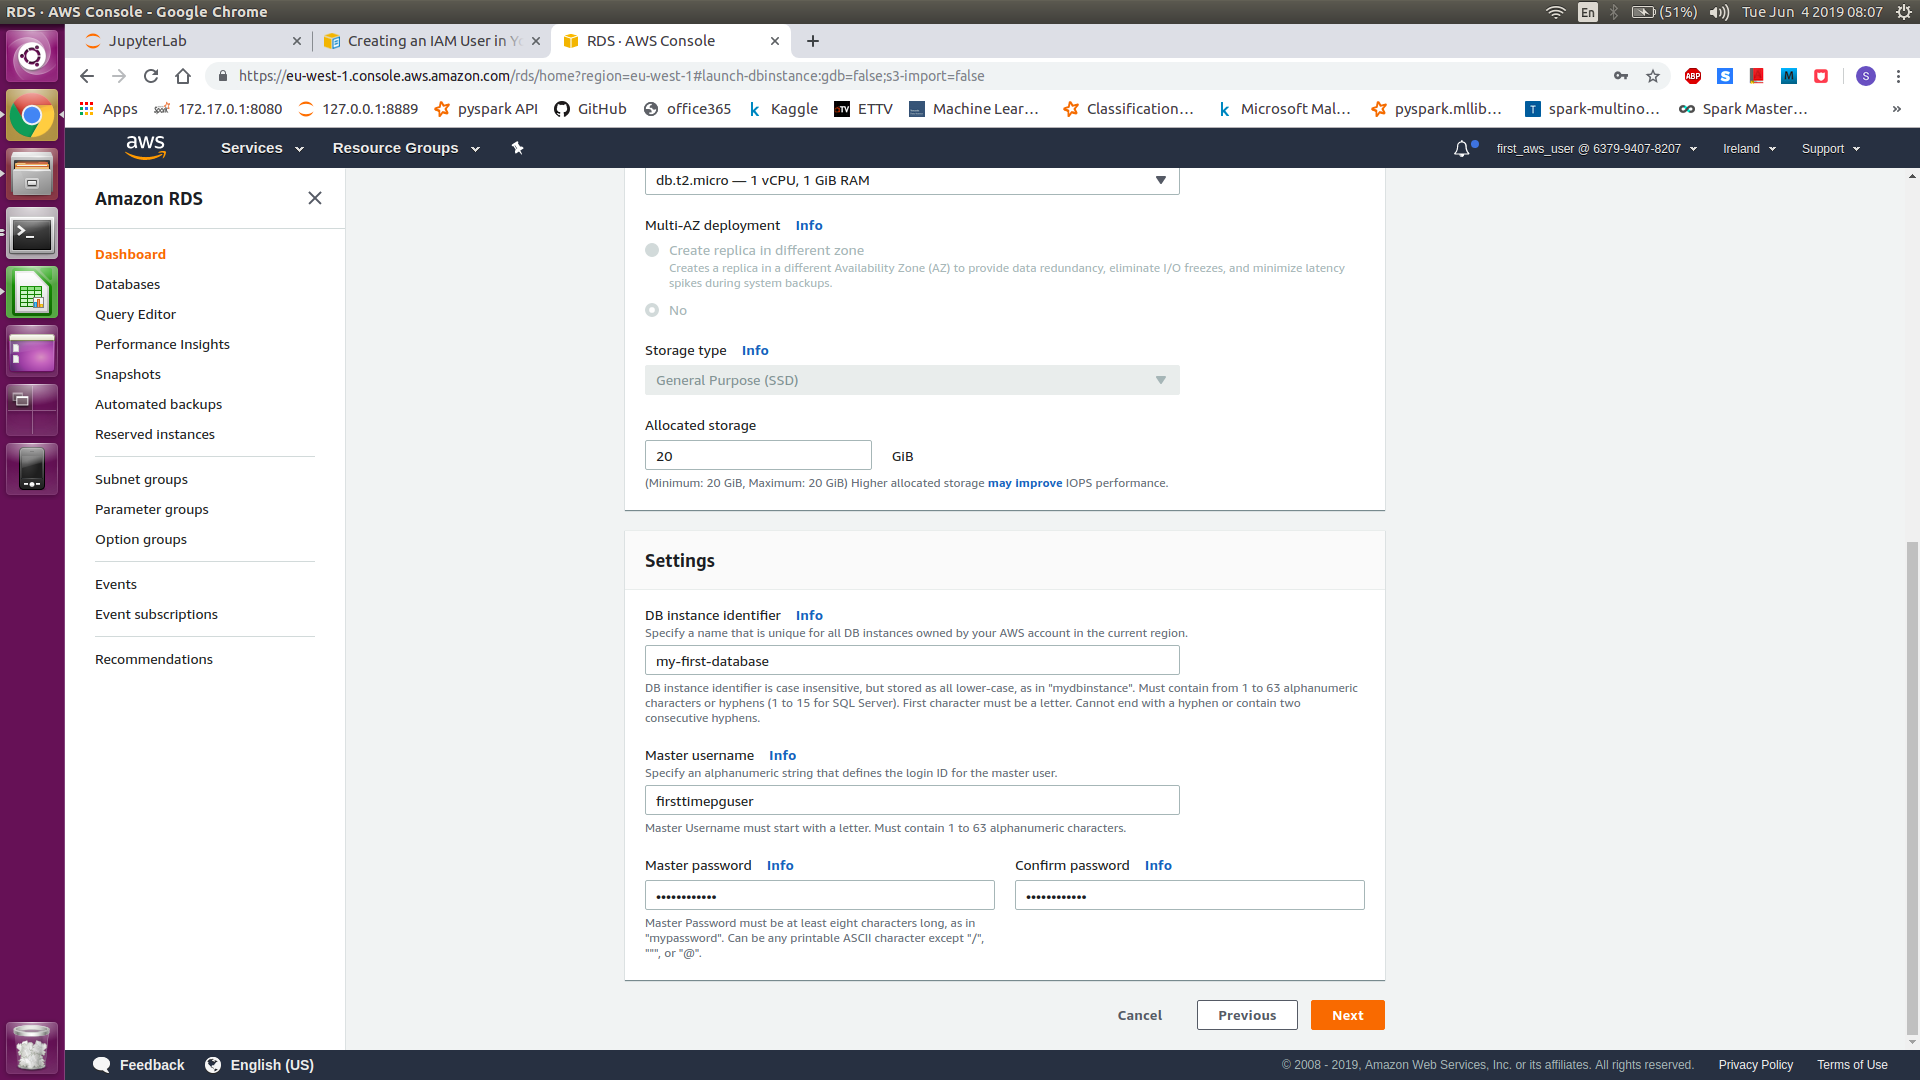 RDS · AWS Console - Google Chrome
En
(51%)
Tue Jun 4 2019 08:07
JupyterLab
Creating an IAM User in Yo
RDS · AWS Console
https://eu-west-1.console.aws.amazon.com/rds/home?region=eu-west-1#launch-dbinstance:gdb=false;s3-import=false
ABP
S
M
S
Apps
172.17.0.1:8080
127.0.0.1:8889
pyspark API
GitHub
office365
Kaggle
ETTV
Machine Lear...
Classification...
Microsoft Mal...
pyspark.mllib...
spark-multino...
Spark Master...
»
aws
Services
Resource Groups
first_aws_user @ 6379-9407-8207
Ireland
Support
Amazon RDS
Dashboard
Databases
Query Editor
Performance Insights
Snapshots
Automated backups
Reserved instances
Subnet groups
Parameter groups
Option groups
Events
Event subscriptions
Recommendations
db.t2.micro — 1 vCPU, 1 GiB RAM
Multi-AZ deployment Info
Create replica in different zone
Creates a replica in a different Availability Zone (AZ) to provide data redundancy, eliminate I/O freezes, and minimize latency
spikes during system backups.
No
Storage type Info
General Purpose (SSD)
Allocated storage
20 GiB
(Minimum: 20 GiB, Maximum: 20 GiB) Higher allocated storage may improve IOPS performance.
Settings
DB instance identifier Info
Specify a name that is unique for all DB instances owned by your AWS account in the current region.
my-first-database
DB instance identifier is case insensitive, but stored as all lower-case, as in "mydbinstance". Must contain from 1 to 63 alphanumeric
characters or hyphens (1 to 15 for SQL Server). First character must be a letter. Cannot end with a hyphen or contain two
consecutive hyphens.
Master username Info
Specify an alphanumeric string that defines the login ID for the master user.
firsttimepguser
Master Username must start with a letter. Must contain 1 to 63 alphanumeric characters.
Master password Info
Confirm password Info
••••••••••••
••••••••••••
Master Password must be at least eight characters long, as in
"mypassword". Can be any printable ASCII character except "/",
""", or "@".
Cancel
Previous
Next
Feedback
English (US)
© 2008 - 2019, Amazon Web Services, Inc. or its affiliates. All rights reserved.
Privacy Policy
Terms of Use